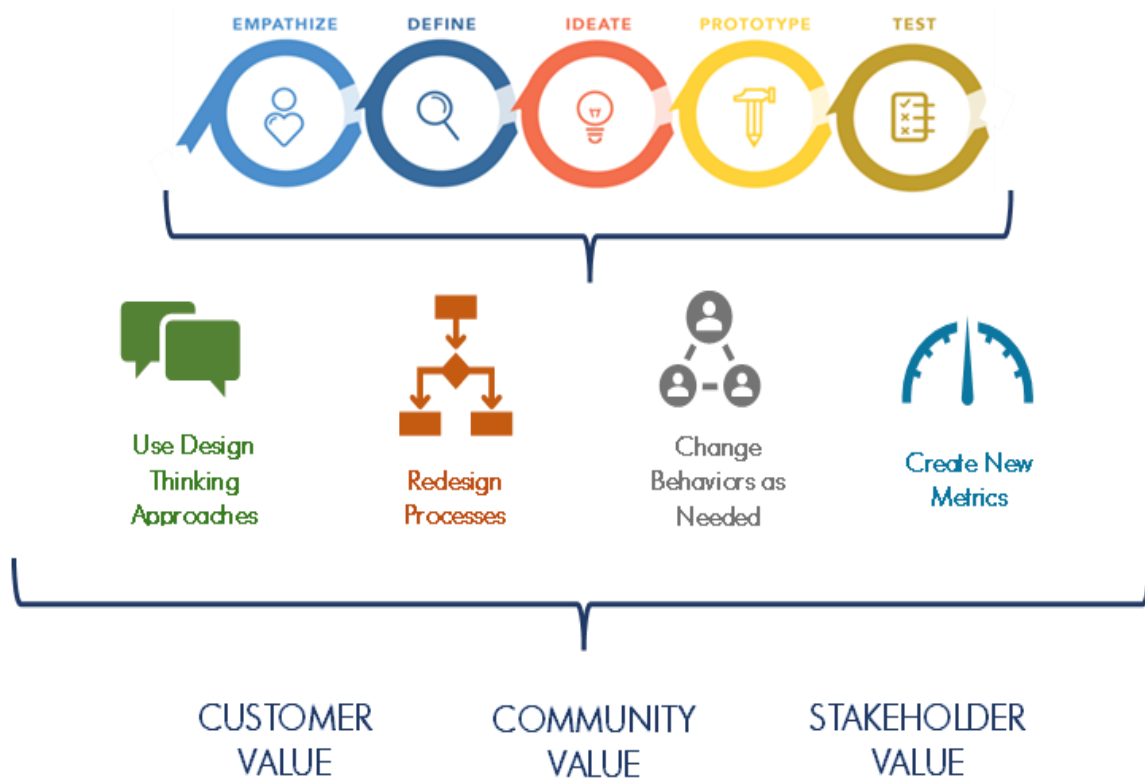 EMPATHIZE DEFINE IDEATE PROTOTYPE TEST
Use Design
Thinking
Approaches
Redesign
Processes
Change
Behaviors as
Needed
Create New
Metrics
CUSTOMER
VALUE
COMMUNITY
VALUE
STAKEHOLDER
VALUE